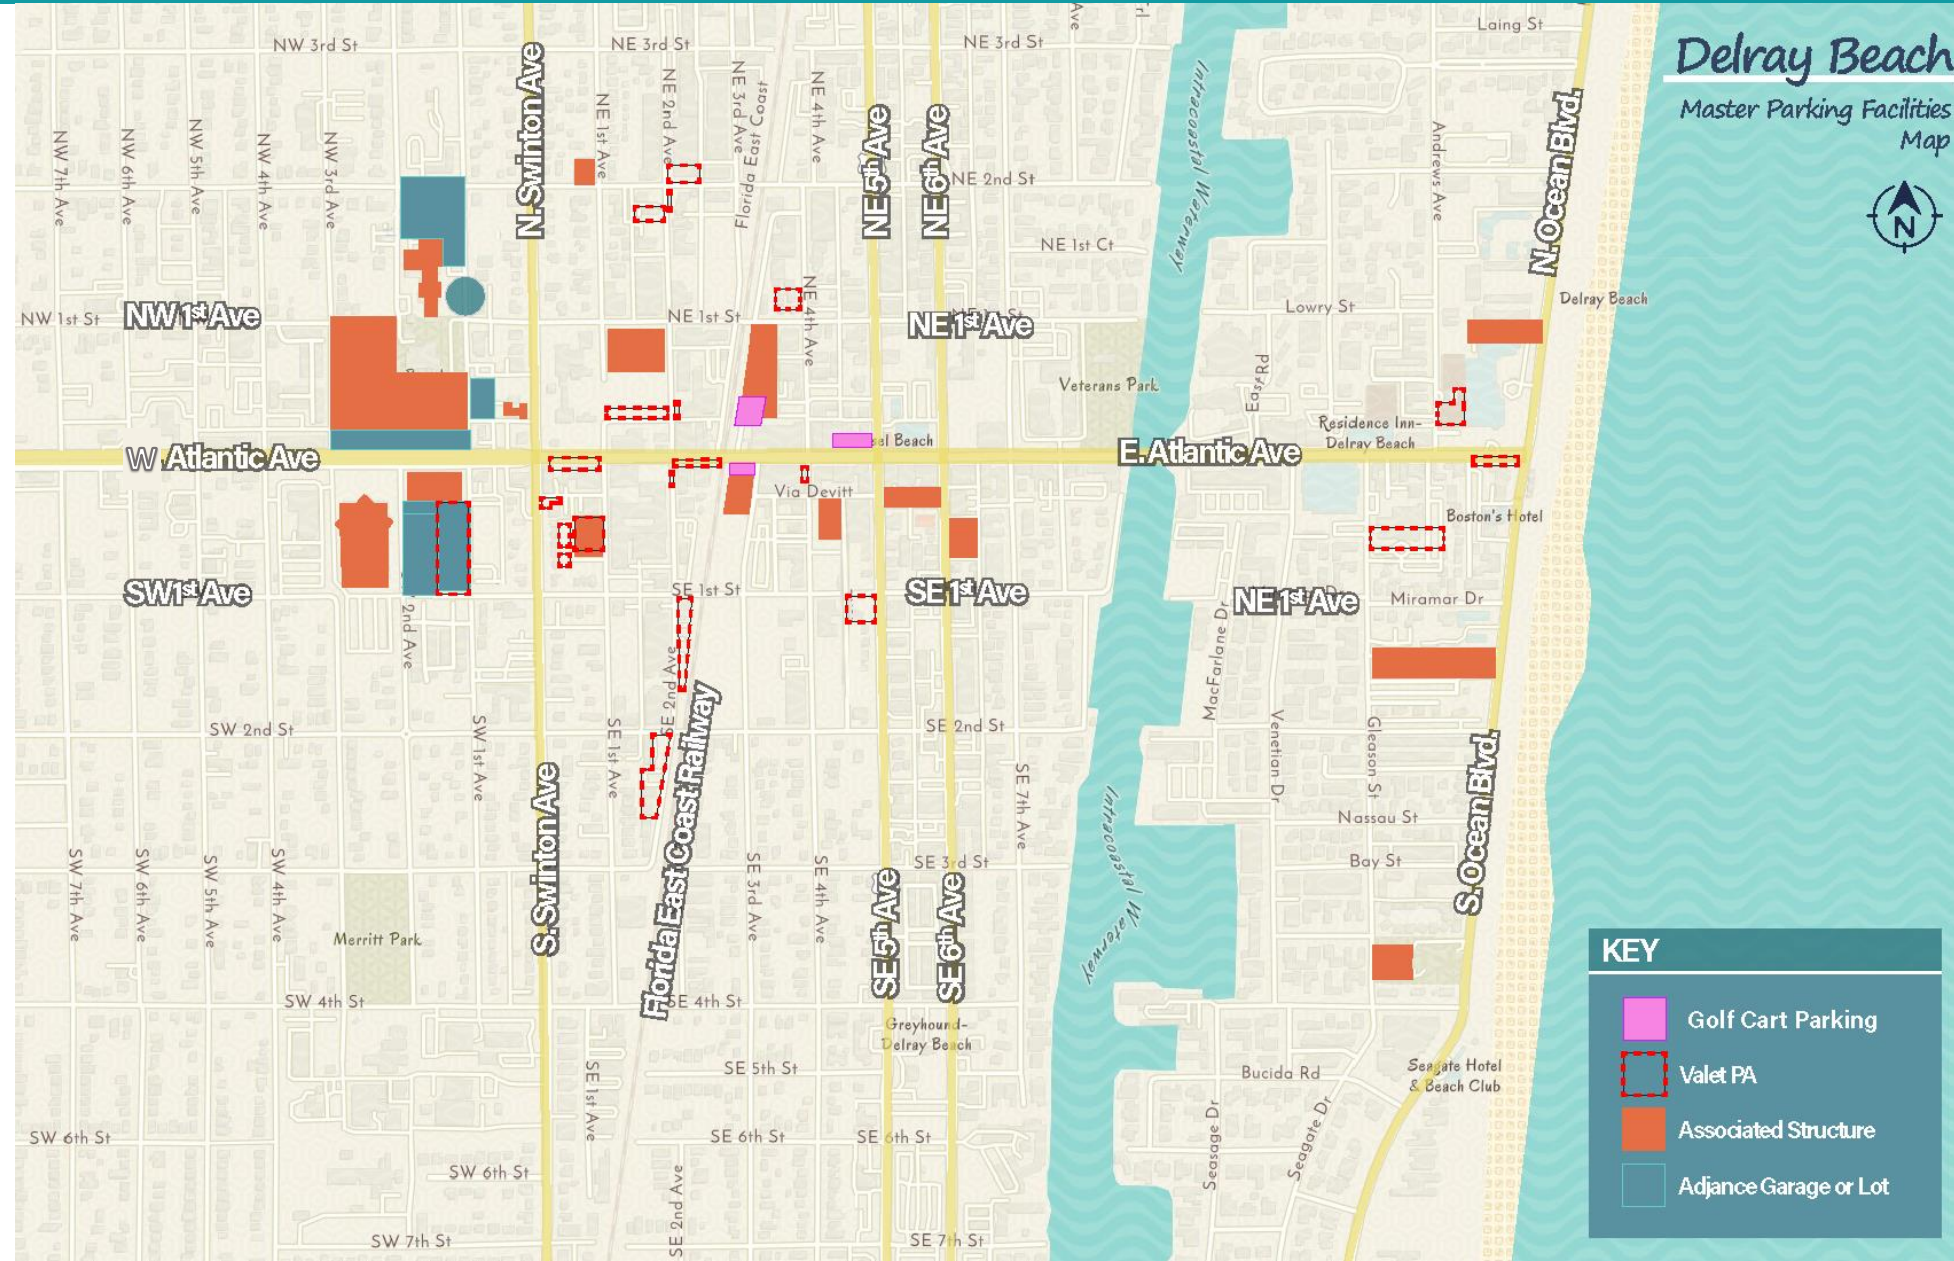 Delray Beach
Master Parking Facilities
Map
N
Laing St
NW 3rd St
NE 3rd St
NE 3rd St
NW 7th Ave
NW 6th Ave
NW 5th Ave
NW 4th Ave
NW 3rd Ave
N. Swinton Ave
NE 1st Ave
NE 2nd Ave
NE 3rd Ave
Florida East Coast
NE 4th Ave
NE 5th Ave
NE 6th Ave
Intracoastal Waterway
Andrews Ave
N. Ocean Blvd.
NE 2nd St
NE 1st Ct
NW 1st St
NW 1st Ave
NE 1st St
NE 4th Ave
NE 1st Ave
Lowry St
Delray Beach
Veterans Park
East Rd
Residence Inn-
Delray Beach
sel Beach
W. Atlantic Ave
E. Atlantic Ave
Via Devitt
Boston's Hotel
SW 1st Ave
2nd Ave
SE 1st St
SE 1st Ave
NE 1st Ave
Miramar Dr
MacFarlane Dr
SE 2nd Ave
SW 2nd St
SW 1st Ave
SE 1st Ave
Florida East Coast Railway
SE 2nd St
SE 7th Ave
Venetian Dr
Gleason St
S. Ocean Blvd.
Intracoastal Waterway
Nassau St
Bay St
S. Swinton Ave
SW 7th Ave
SW 6th Ave
SW 5th Ave
SW 4th Ave
SE 3rd Ave
SE 4th Ave
SE 3rd St
SE 5th Ave
SE 6th Ave
Merritt Park
SW 4th St
SE 4th St
Greyhound-
Delray Beach
SE 5th St
SE 1st Ave
Bucida Rd
Seagate Hotel
& Beach Club
Seasage Dr
Seagate Dr
SW 6th St
SE 6th St
SE 6th St
SW 6th St
SE 2nd Ave
SW 7th St
SE 7th St
KEY
Golf Cart Parking
Valet PA
Associated Structure
Adjance Garage or Lot